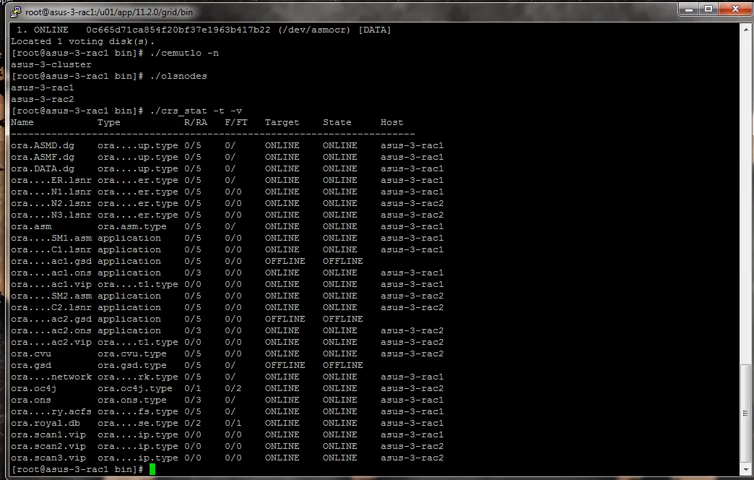 root@asus-3-rac1:/u01/app/11.2.0/grid/bin
1. ONLINE   0c665d71ca854f20bf37e1963b417b22 (/dev/asmocr) [DATA]
Located 1 voting disk(s).
[root@asus-3-rac1 bin]# ./cemutlo -n
asus-3-cluster
[root@asus-3-rac1 bin]# ./olsnodes
asus-3-rac1
asus-3-rac2
[root@asus-3-rac1 bin]# ./crs_stat -t -v
Name           Type           R/RA   F/FT   Target    State     Host
----------------------------------------------------------------------
ora.ASMD.dg    ora....up.type 0/5    0/     ONLINE    ONLINE    asus-3-rac1
ora.ASMF.dg    ora....up.type 0/5    0/     ONLINE    ONLINE    asus-3-rac1
ora.DATA.dg    ora....up.type 0/5    0/     ONLINE    ONLINE    asus-3-rac1
ora....ER.lsnr ora....er.type 0/5    0/     ONLINE    ONLINE    asus-3-rac1
ora....N1.lsnr ora....er.type 0/5    0/0    ONLINE    ONLINE    asus-3-rac1
ora....N2.lsnr ora....er.type 0/5    0/0    ONLINE    ONLINE    asus-3-rac2
ora....N3.lsnr ora....er.type 0/5    0/0    ONLINE    ONLINE    asus-3-rac2
ora.asm        ora.asm.type   0/5    0/     ONLINE    ONLINE    asus-3-rac1
ora....SM1.asm application    0/5    0/0    ONLINE    ONLINE    asus-3-rac1
ora....C1.lsnr application    0/5    0/0    ONLINE    ONLINE    asus-3-rac1
ora....ac1.gsd application    0/5    0/0    OFFLINE   OFFLINE
ora....ac1.ons application    0/3    0/0    ONLINE    ONLINE    asus-3-rac1
ora....ac1.vip ora....t1.type 0/0    0/0    ONLINE    ONLINE    asus-3-rac1
ora....SM2.asm application    0/5    0/0    ONLINE    ONLINE    asus-3-rac2
ora....C2.lsnr application    0/5    0/0    ONLINE    ONLINE    asus-3-rac2
ora....ac2.gsd application    0/5    0/0    OFFLINE   OFFLINE
ora....ac2.ons application    0/3    0/0    ONLINE    ONLINE    asus-3-rac2
ora....ac2.vip ora....t1.type 0/0    0/0    ONLINE    ONLINE    asus-3-rac2
ora.cvu        ora.cvu.type   0/5    0/0    ONLINE    ONLINE    asus-3-rac2
ora.gsd        ora.gsd.type   0/5    0/     OFFLINE   OFFLINE
ora....network ora....rk.type 0/5    0/     ONLINE    ONLINE    asus-3-rac1
ora.oc4j       ora.oc4j.type  0/1    0/2    ONLINE    ONLINE    asus-3-rac2
ora.ons        ora.ons.type   0/3    0/     ONLINE    ONLINE    asus-3-rac1
ora....ry.acfs ora....fs.type 0/5    0/     ONLINE    ONLINE    asus-3-rac1
ora.royal.db   ora....se.type 0/2    0/1    ONLINE    ONLINE    asus-3-rac1
ora.scan1.vip  ora....ip.type 0/0    0/0    ONLINE    ONLINE    asus-3-rac1
ora.scan2.vip  ora....ip.type 0/0    0/0    ONLINE    ONLINE    asus-3-rac2
ora.scan3.vip  ora....ip.type 0/0    0/0    ONLINE    ONLINE    asus-3-rac2
[root@asus-3-rac1 bin]#